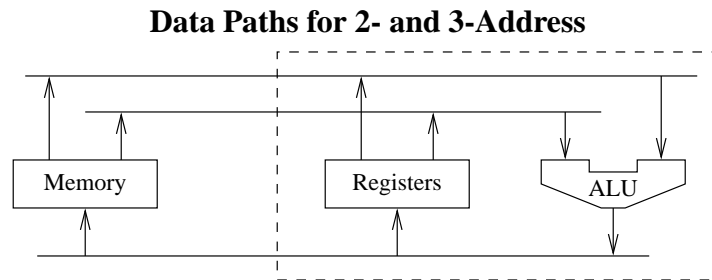 Data Paths for 2- and 3-Address
Memory
Registers
ALU